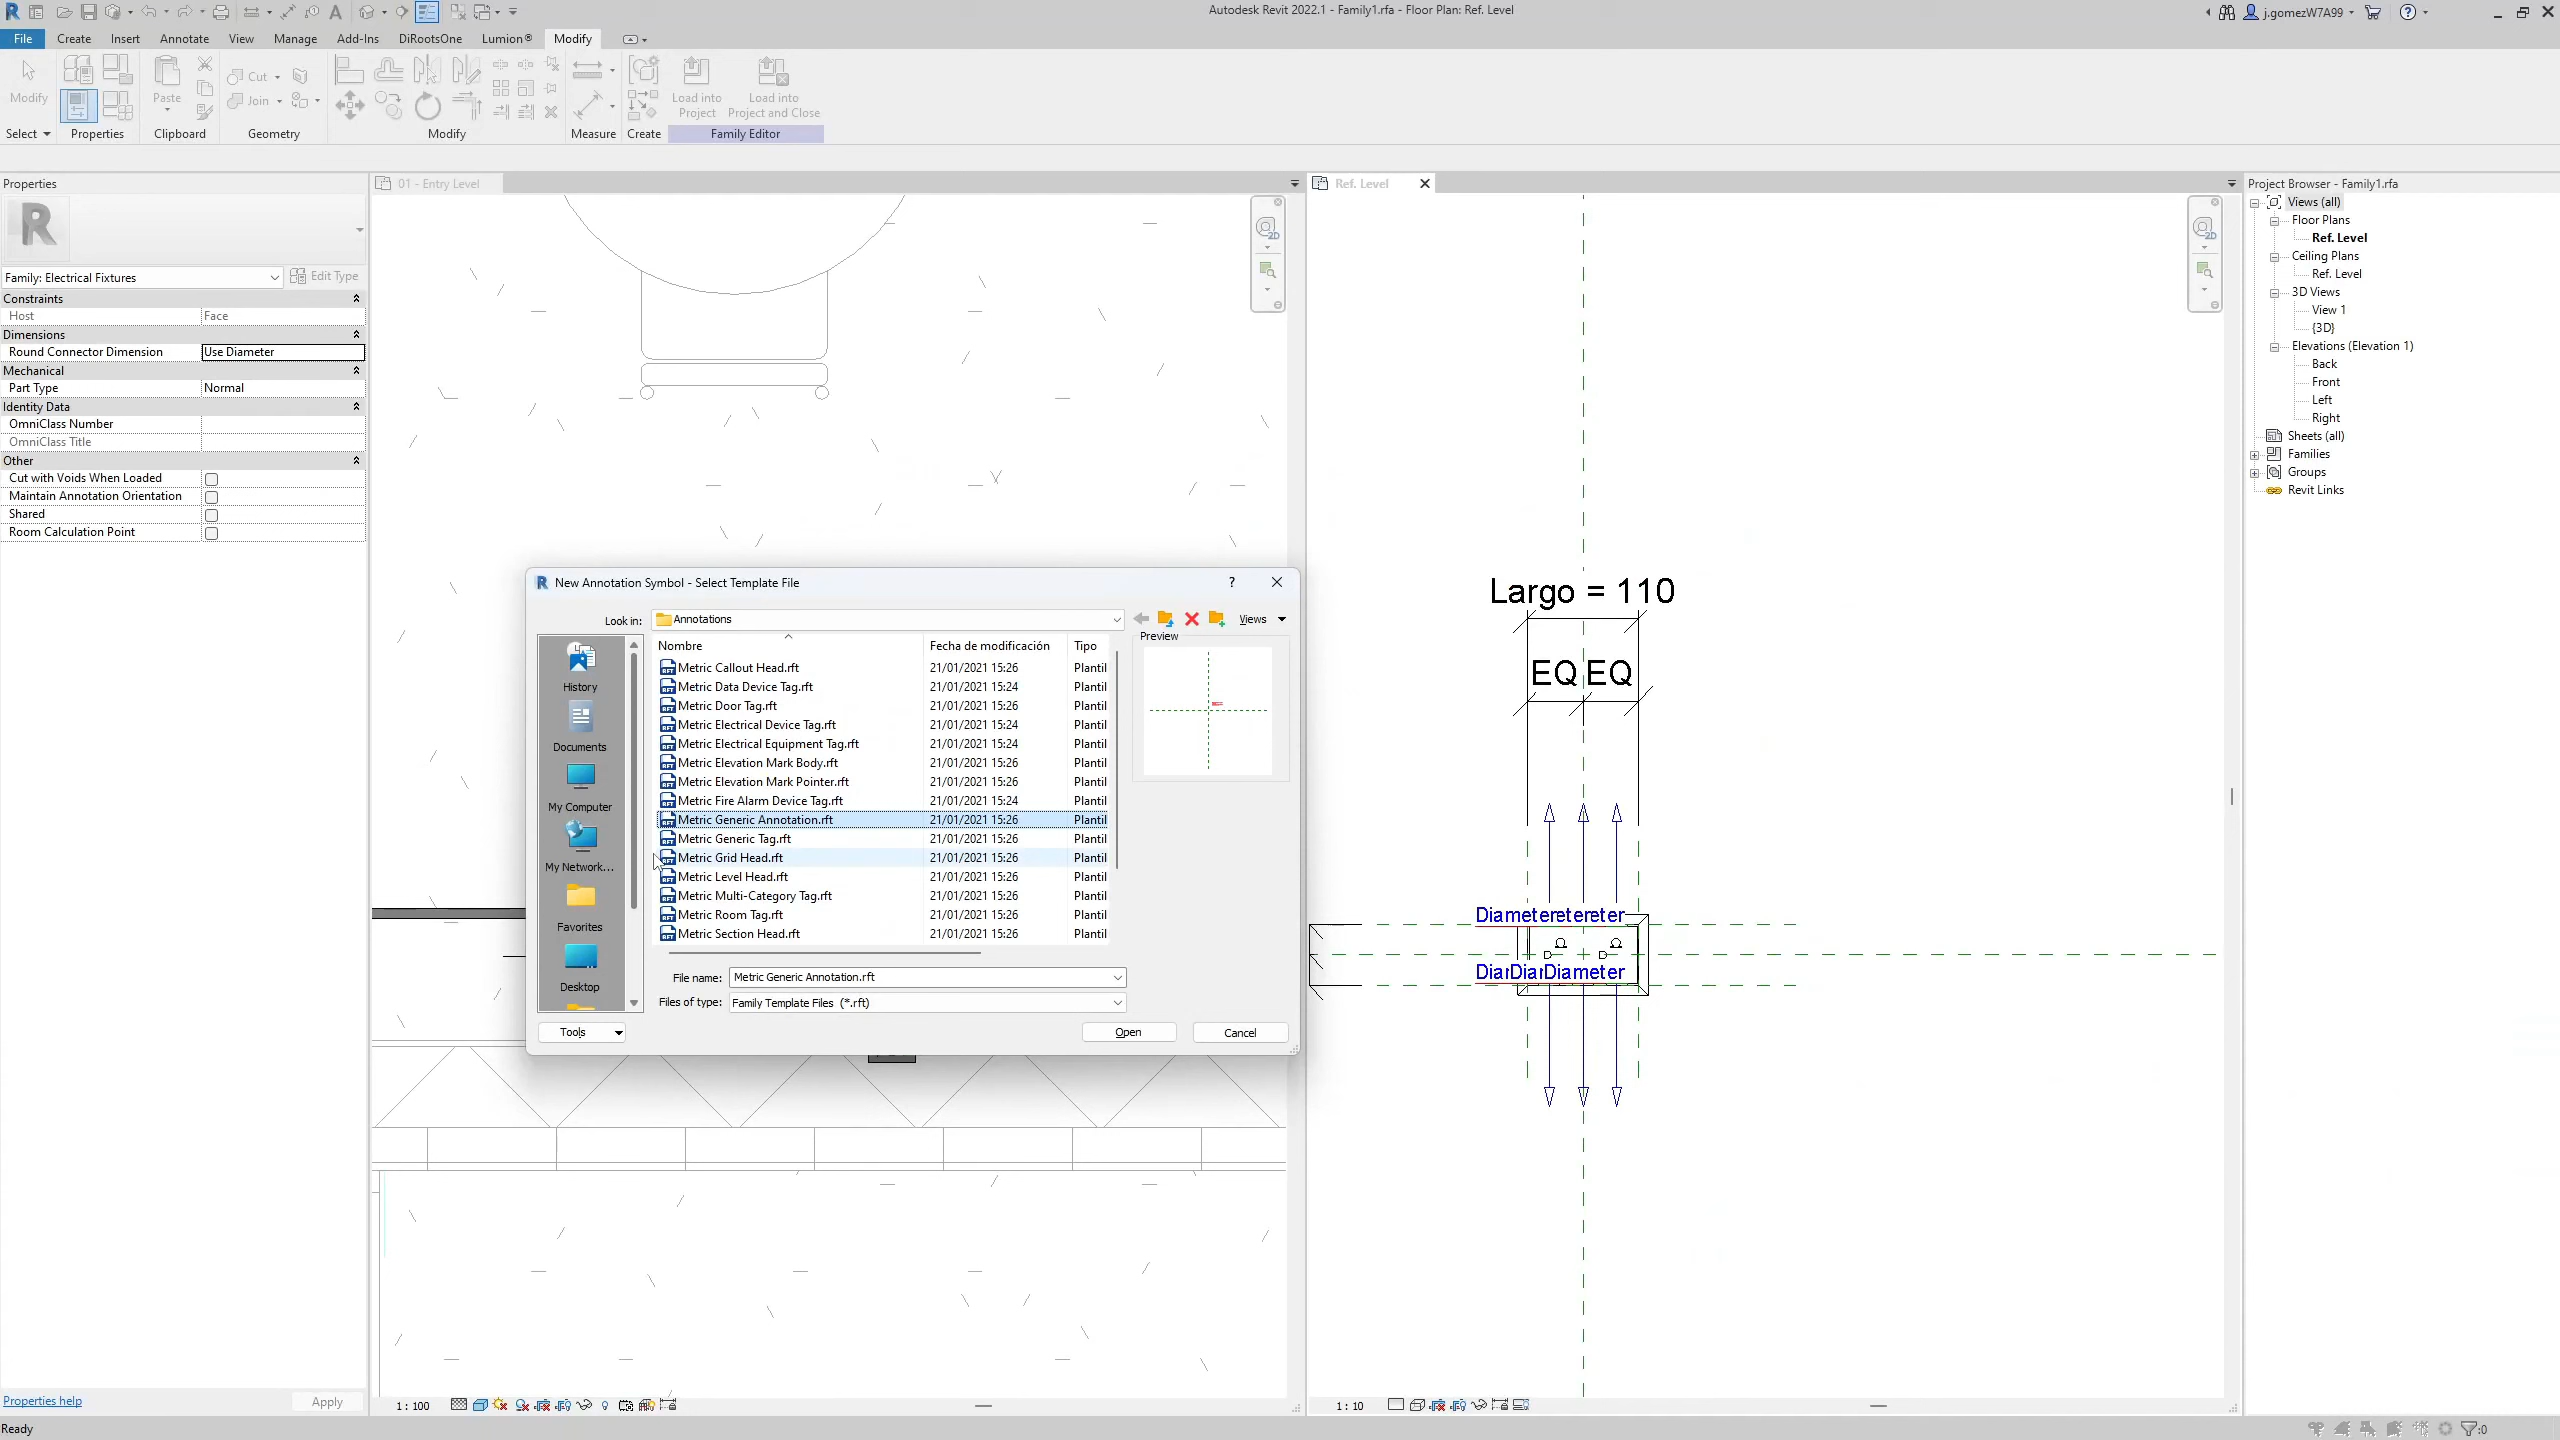 Autodesk Revit 2022.1 - Family1.rfa - Floor Plan: Ref. Level
j.gomezW7A99
File Create Insert Annotate View Manage Add-Ins DiRootsOne Lumion® Modify
Modify Paste Cut Join Load into Project Load into Project and Close
Select Properties Clipboard Geometry Modify Measure Create Family Editor
Properties
01 - Entry Level
Ref. Level
Project Browser - Family1.rfa
Family: Electrical Fixtures Edit Type
Constraints
Host Face
Dimensions
Round Connector Dimension Use Diameter
Mechanical
Part Type Normal
Identity Data
OmniClass Number
OmniClass Title
Other
Cut with Voids When Loaded
Maintain Annotation Orientation
Shared
Room Calculation Point
Properties help Apply
New Annotation Symbol - Select Template File
Look in: Annotations Views
Preview
Nombre Fecha de modificación Tipo
Metric Callout Head.rft 21/01/2021 15:26 Plantil
Metric Data Device Tag.rft 21/01/2021 15:24 Plantil
Metric Door Tag.rft 21/01/2021 15:26 Plantil
Metric Electrical Device Tag.rft 21/01/2021 15:24 Plantil
Metric Electrical Equipment Tag.rft 21/01/2021 15:24 Plantil
Metric Elevation Mark Body.rft 21/01/2021 15:26 Plantil
Metric Elevation Mark Pointer.rft 21/01/2021 15:26 Plantil
Metric Fire Alarm Device Tag.rft 21/01/2021 15:24 Plantil
Metric Generic Annotation.rft 21/01/2021 15:26 Plantil
Metric Generic Tag.rft 21/01/2021 15:26 Plantil
Metric Grid Head.rft 21/01/2021 15:26 Plantil
Metric Level Head.rft 21/01/2021 15:26 Plantil
Metric Multi-Category Tag.rft 21/01/2021 15:26 Plantil
Metric Room Tag.rft 21/01/2021 15:26 Plantil
Metric Section Head.rft 21/01/2021 15:26 Plantil
History
Documents
My Computer
My Network...
Favorites
Desktop
File name: Metric Generic Annotation.rft
Files of type: Family Template Files (*.rft)
Tools Open Cancel
1 : 100
Largo = 110
EQ EQ
Diameteretereter
DiarDiarDiameter
1 : 10
Views (all)
Floor Plans
Ref. Level
Ceiling Plans
Ref. Level
3D Views
View 1
{3D}
Elevations (Elevation 1)
Back
Front
Left
Right
Sheets (all)
Families
Groups
Revit Links
Ready
:0